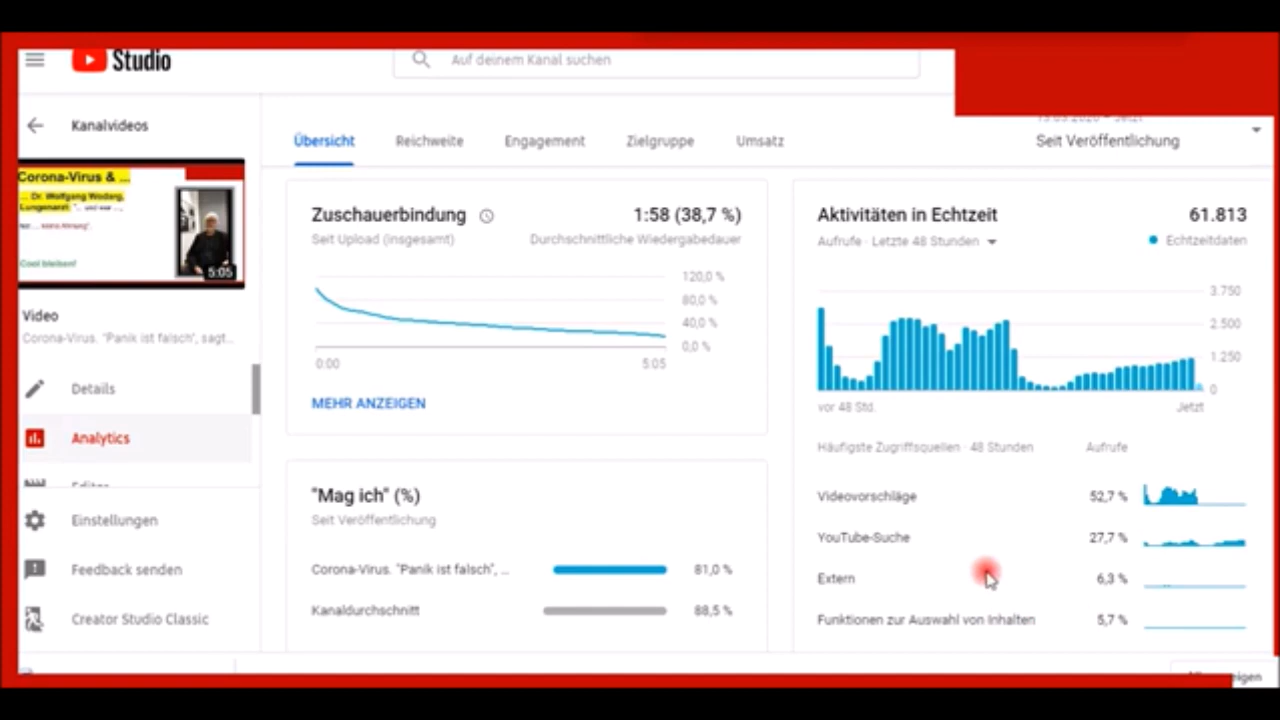 Studio
Auf deinem Kanal suchen
Kanalvideos
Corona-Virus & ...
... Dr. Wolfgang Wodarg,
Lungenarzt:
Cool bleiben!
5:05
Video
Corona-Virus. "Panik ist falsch", sagt...
Details
Analytics
Einstellungen
Feedback senden
Creator Studio Classic
Übersicht
Reichweite
Engagement
Zielgruppe
Umsatz
Seit Veröffentlichung
Zuschauerbindung
1:58 (38,7 %)
Seit Upload (insgesamt)
Durchschnittliche Wiedergabedauer
120,0 %
80,0 %
40,0 %
0,0 %
0:00
5:05
MEHR ANZEIGEN
"Mag ich" (%)
Seit Veröffentlichung
Corona-Virus. "Panik ist falsch", ...
81,0 %
Kanaldurchschnitt
88,5 %
Aktivitäten in Echtzeit
61.813
Aufrufe · Letzte 48 Stunden
Echtzeitdaten
3.750
2.500
1.250
0
vor 48 Std.
Jetzt
Häufigste Zugriffsquellen · 48 Stunden
Aufrufe
Videovorschläge
52,7 %
YouTube-Suche
27,7 %
Extern
6,3 %
Funktionen zur Auswahl von Inhalten
5,7 %